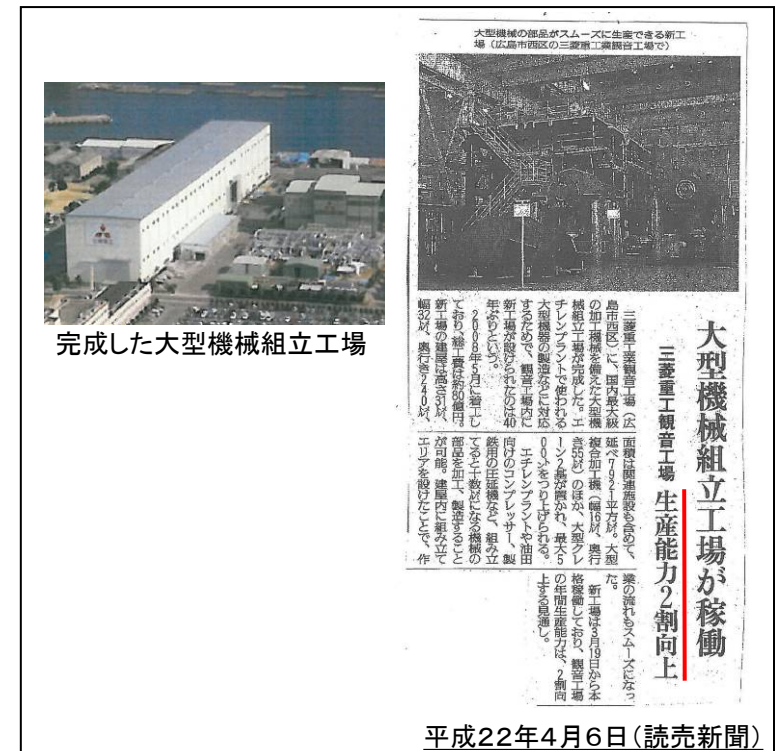 大型機械の部品がスムーズに生産できる新工
場（広島市西区の三菱重工業観音工場で）
完成した大型機械組立工場
大型機械組立工場が稼働
三菱重工観音工場 生産能力2割向上
三菱重工業観音工場（広
島市西区）に、国内最大級
の加工機械を備えた大型機
械組立工場が完成した。エ
チレンプラントで使われる
大型機器の製造などに対応
するためで、観音工場内に
新工場が設けられたのは40
年ぶりという。
2008年5月に着工し
ており、総工費は約80億円。
新工場の建屋は高さ31㍍、
幅32㍍、奥行き240㍍、
面積は関連施設も含めて、
延べ7921平方㍍。大型
複合加工機（幅16㍍、奥行
き55㍍）のほか、大型クレ
ーン2基が置かれ、最大5
00㌧をつり上げられる。
エチレンプラントや油田
向けのコンプレッサー、製
鉄用の圧延機など、組み立
てると十数㍍になる機械の
部品を加工、製造すること
が可能。建屋内に組み立て
エリアを設けたことで、作
業の流れもスムーズになっ
た。
新工場は3月19日から本
格稼働しており、観音工場
の年間生産能力は、2割向
上する見通し。
平成22年4月6日（読売新聞）